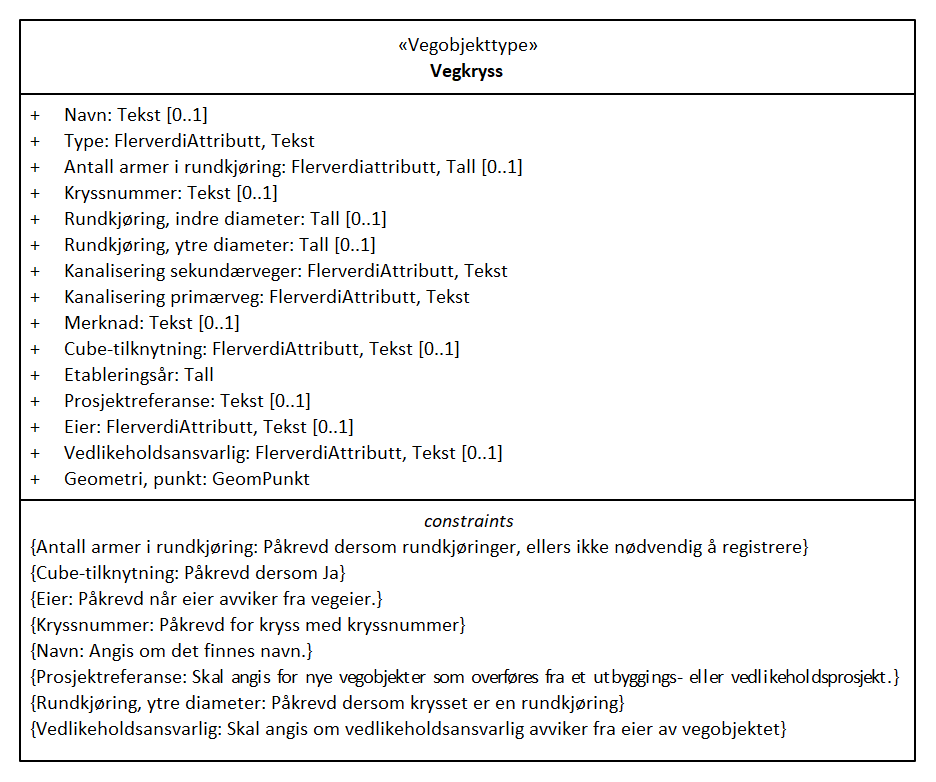 «Vegobjekttype»
Vegkryss
+ Navn: Tekst [0..1]
+ Type: FlerverdiAttributt, Tekst
+ Antall armer i rundkjøring: Flerverdiattributt, Tall [0..1]
+ Kryssnummer: Tekst [0..1]
+ Rundkjøring, indre diameter: Tall [0..1]
+ Rundkjøring, ytre diameter: Tall [0..1]
+ Kanalisering sekundærveger: FlerverdiAttributt, Tekst
+ Kanalisering primærveg: FlerverdiAttributt, Tekst
+ Merknad: Tekst [0..1]
+ Cube-tilknytning: FlerverdiAttributt, Tekst [0..1]
+ Etableringsår: Tall
+ Prosjektreferanse: Tekst [0..1]
+ Eier: FlerverdiAttributt, Tekst [0..1]
+ Vedlikeholdsansvarlig: FlerverdiAttributt, Tekst [0..1]
+ Geometri, punkt: GeomPunkt
constraints
{Antall armer i rundkjøring: Påkrevd dersom rundkjøringer, ellers ikke nødvendig å registrere}
{Cube-tilknytning: Påkrevd dersom Ja}
{Eier: Påkrevd når eier avviker fra vegeier.}
{Kryssnummer: Påkrevd for kryss med kryssnummer}
{Navn: Angis om det finnes navn.}
{Prosjektreferanse: Skal angis for nye vegobjekter som overføres fra et utbyggings- eller vedlikeholdsprosjekt.}
{Rundkjøring, ytre diameter: Påkrevd dersom krysset er en rundkjøring}
{Vedlikeholdsansvarlig: Skal angis om vedlikeholdsansvarlig avviker fra eier av vegobjektet}